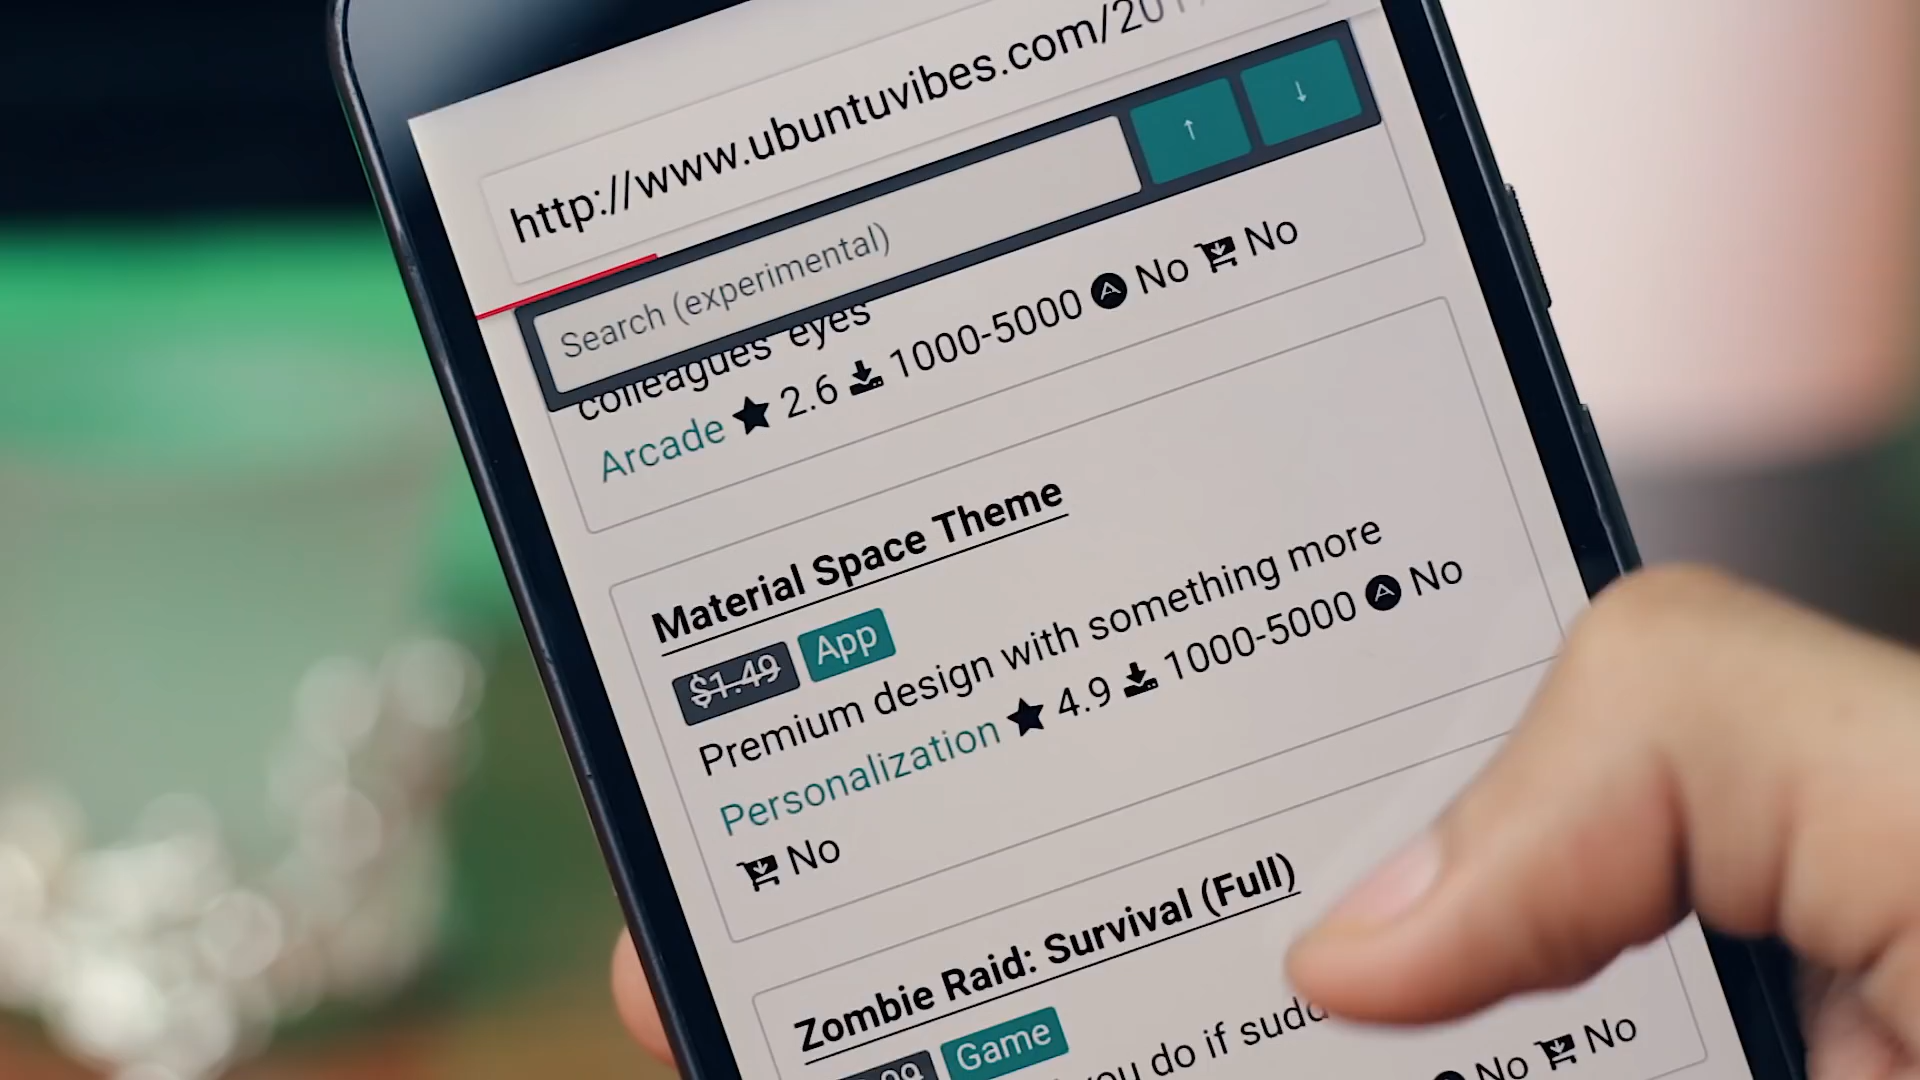 http://www.ubuntuvibes.com/201
↑ ↓
Search (experimental)
colleagues' eyes
Arcade ★ 2.6 1000-5000 No No
Material Space Theme
$1.49 App
Premium design with something more
Personalization ★ 4.9 1000-5000 No
No
Zombie Raid: Survival (Full)
Game
you do if
No No